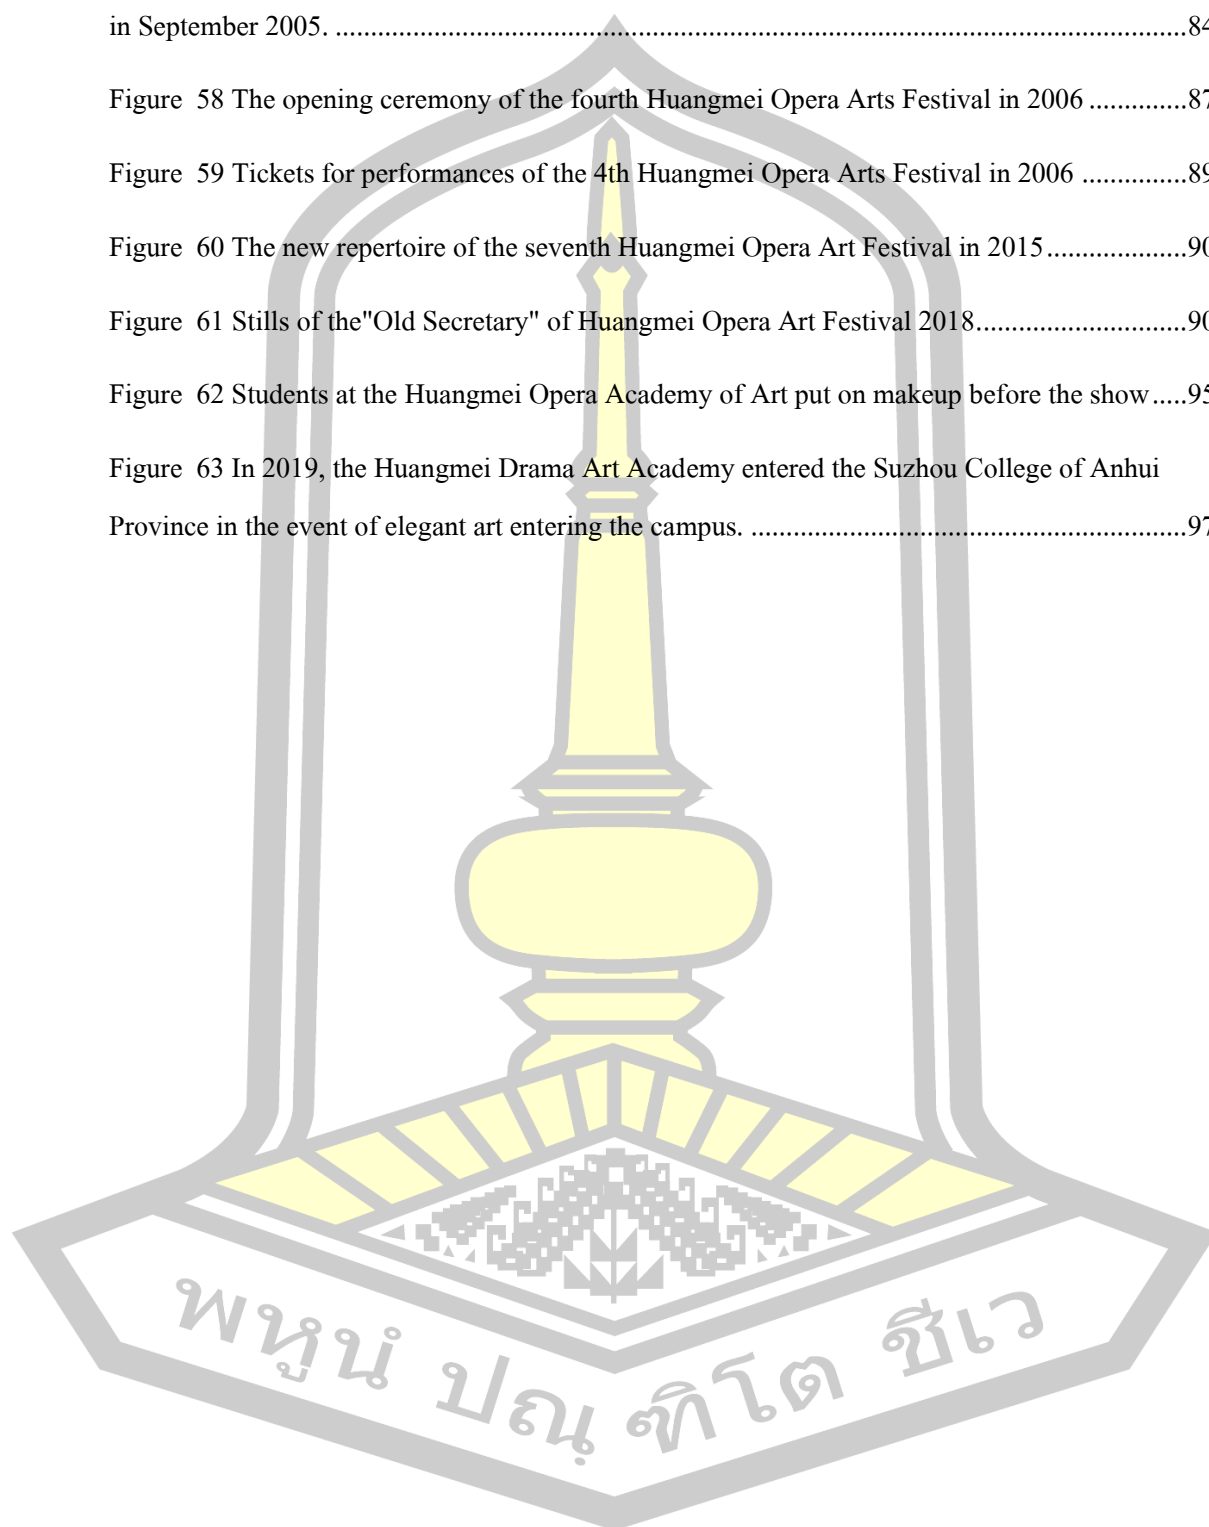 in September 2005. ................................................................................................................................84
Figure  58 The opening ceremony of the fourth Huangmei Opera Arts Festival in 2006 ..............87
Figure  59 Tickets for performances of the 4th Huangmei Opera Arts Festival in 2006 ...............89
Figure  60 The new repertoire of the seventh Huangmei Opera Art Festival in 2015.....................90
Figure  61 Stills of the"Old Secretary" of Huangmei Opera Art Festival 2018...............................90
Figure  62 Students at the Huangmei Opera Academy of Art put on makeup before the show.....95
Figure  63 In 2019, the Huangmei Drama Art Academy entered the Suzhou College of Anhui
Province in the event of elegant art entering the campus. ..............................................................97
พหูนํ ปณฺฑิโต ชีเว